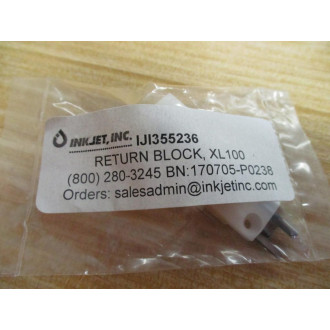 INKJET, INC. IJI355236
RETURN BLOCK, XL100
(800) 280-3245 BN:170705-P0238
Orders: salesadmin@inkjetinc.com